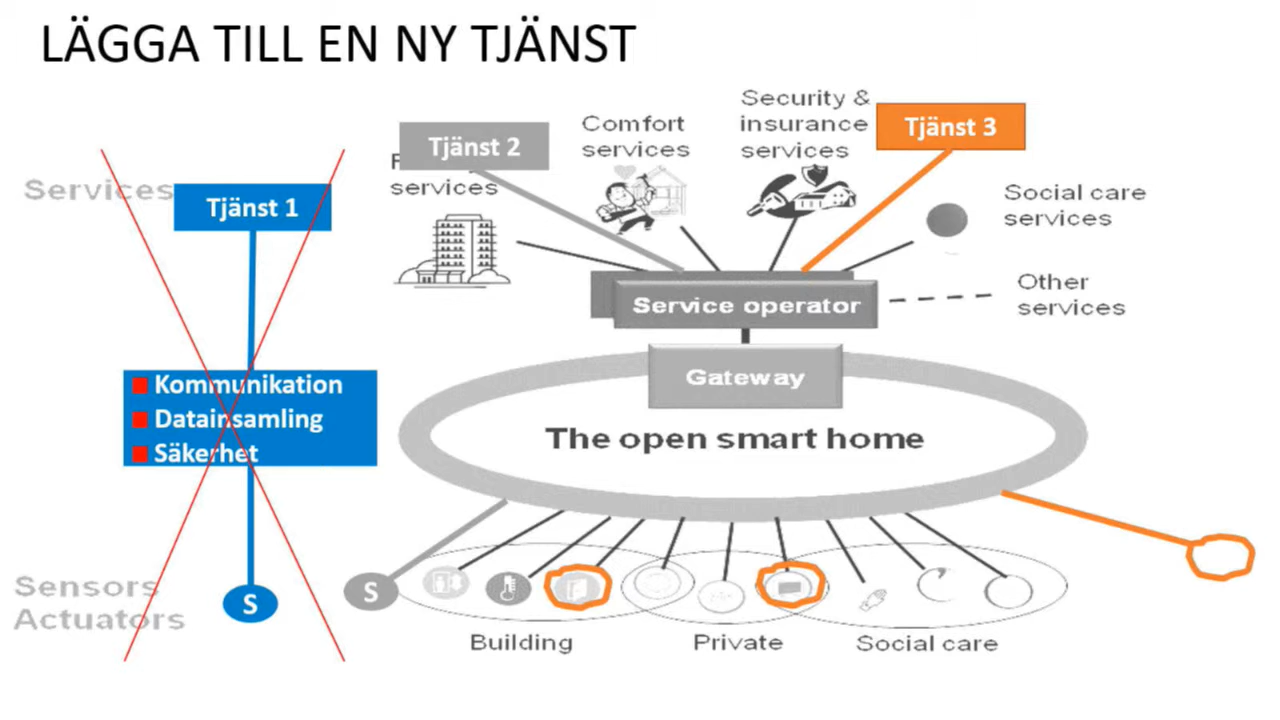 LÄGGA TILL EN NY TJÄNST
Services
Tjänst 1
Kommunikation
Datainsamling
Säkerhet
S
Sensors
Actuators
Tjänst 2
services
Comfort
services
Security &
insurance
services
Tjänst 3
Social care
services
Other
services
Service operator
Gateway
The open smart home
S
Building
Private
Social care